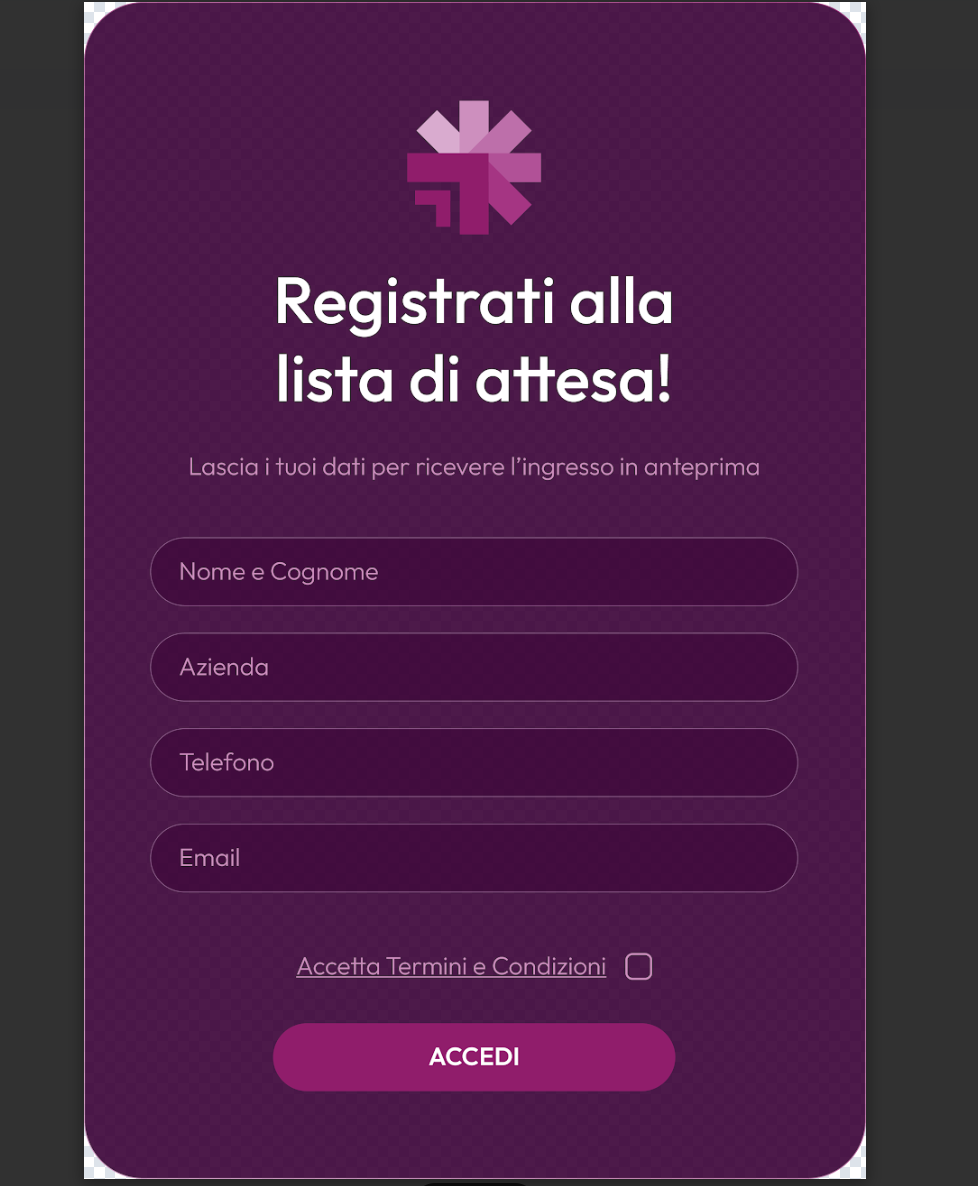 Registrati alla
lista di attesa!
Lascia i tuoi dati per ricevere l’ingresso in anteprima
Nome e Cognome
Azienda
Telefono
Email
Accetta Termini e Condizioni
ACCEDI